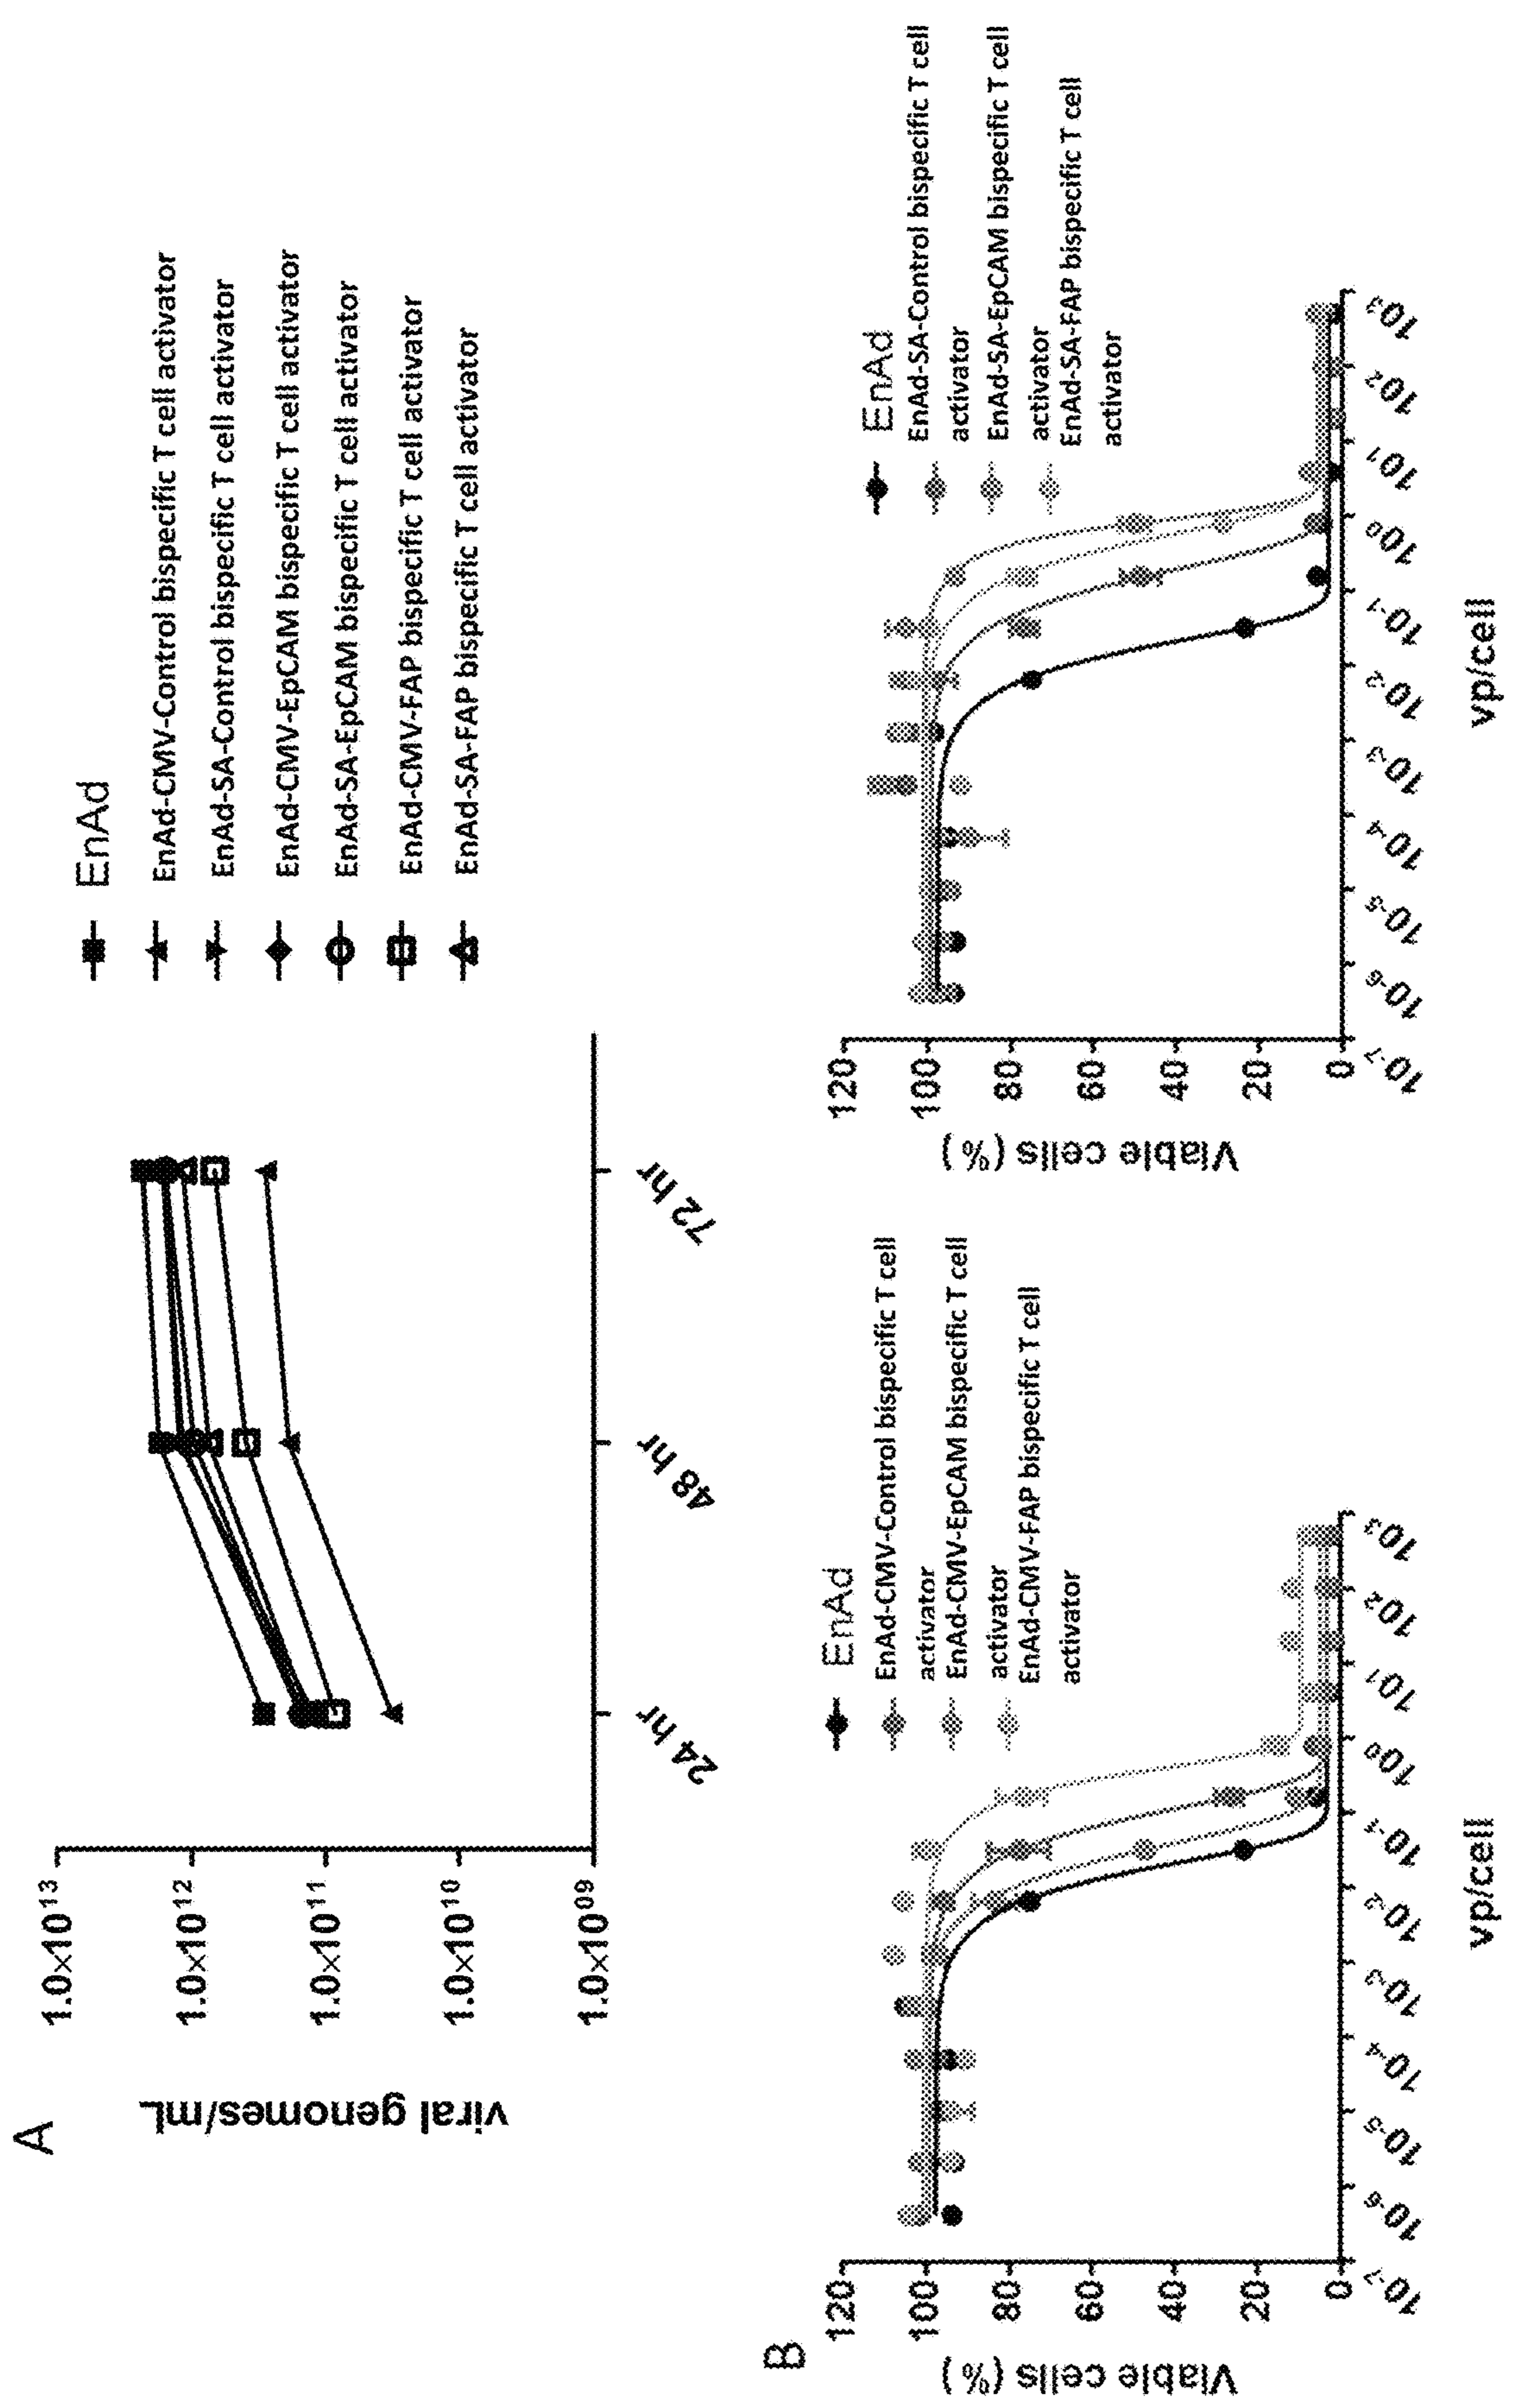 A
viral genomes/mL
1.0×10¹³
1.0×10¹²
1.0×10¹¹
1.0×10¹⁰
1.0×10⁰⁹
24 hr
48 hr
72 hr
EnAd
EnAd-CMV-Control bispecific T cell activator
EnAd-SA-Control bispecific T cell activator
EnAd-CMV-EpCAM bispecific T cell activator
EnAd-SA-EpCAM bispecific T cell activator
EnAd-CMV-FAP bispecific T cell activator
EnAd-SA-FAP bispecific T cell activator
B
Viable cells (%)
120
100
80
60
40
20
0
10⁻⁷
10⁻⁶
10⁻⁵
10⁻⁴
10⁻³
10⁻²
10⁻¹
10⁰
10¹
10²
10³
vp/cell
EnAd
EnAd-CMV-Control bispecific T cell
activator
EnAd-CMV-EpCAM bispecific T cell
activator
EnAd-CMV-FAP bispecific T cell
activator
Viable cells (%)
120
100
80
60
40
20
0
10⁻⁷
10⁻⁶
10⁻⁵
10⁻⁴
10⁻³
10⁻²
10⁻¹
10⁰
10¹
10²
10³
vp/cell
EnAd
EnAd-SA-Control bispecific T cell
activator
EnAd-SA-EpCAM bispecific T cell
activator
EnAd-SA-FAP bispecific T cell
activator